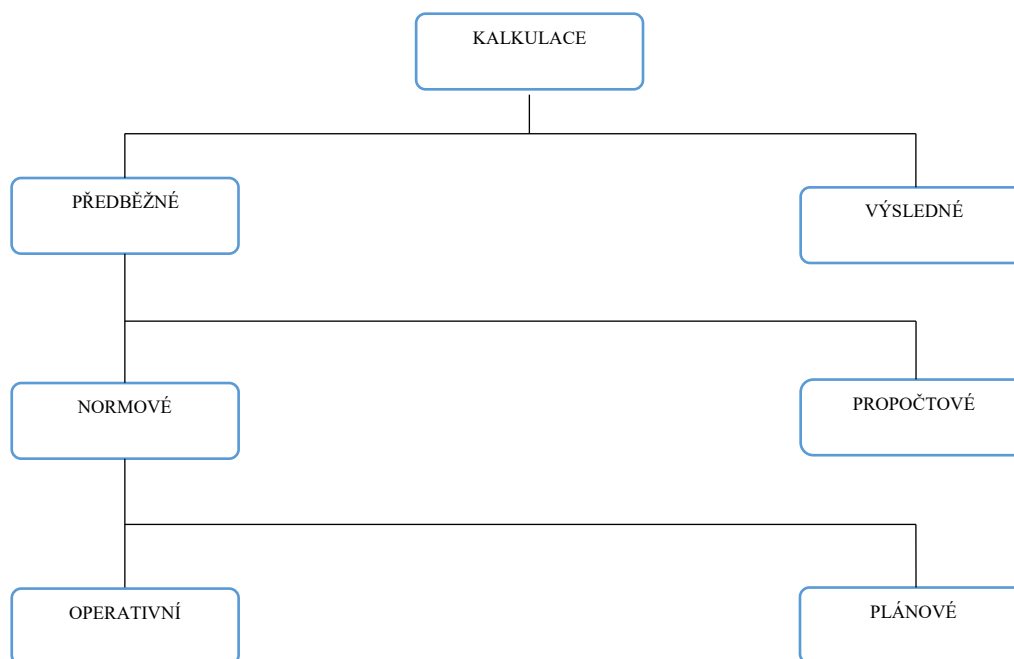 KALKULACE
PŘEDBĚŽNÉ
VÝSLEDNÉ
NORMOVÉ
PROPOČTOVÉ
OPERATIVNÍ
PLÁNOVÉ